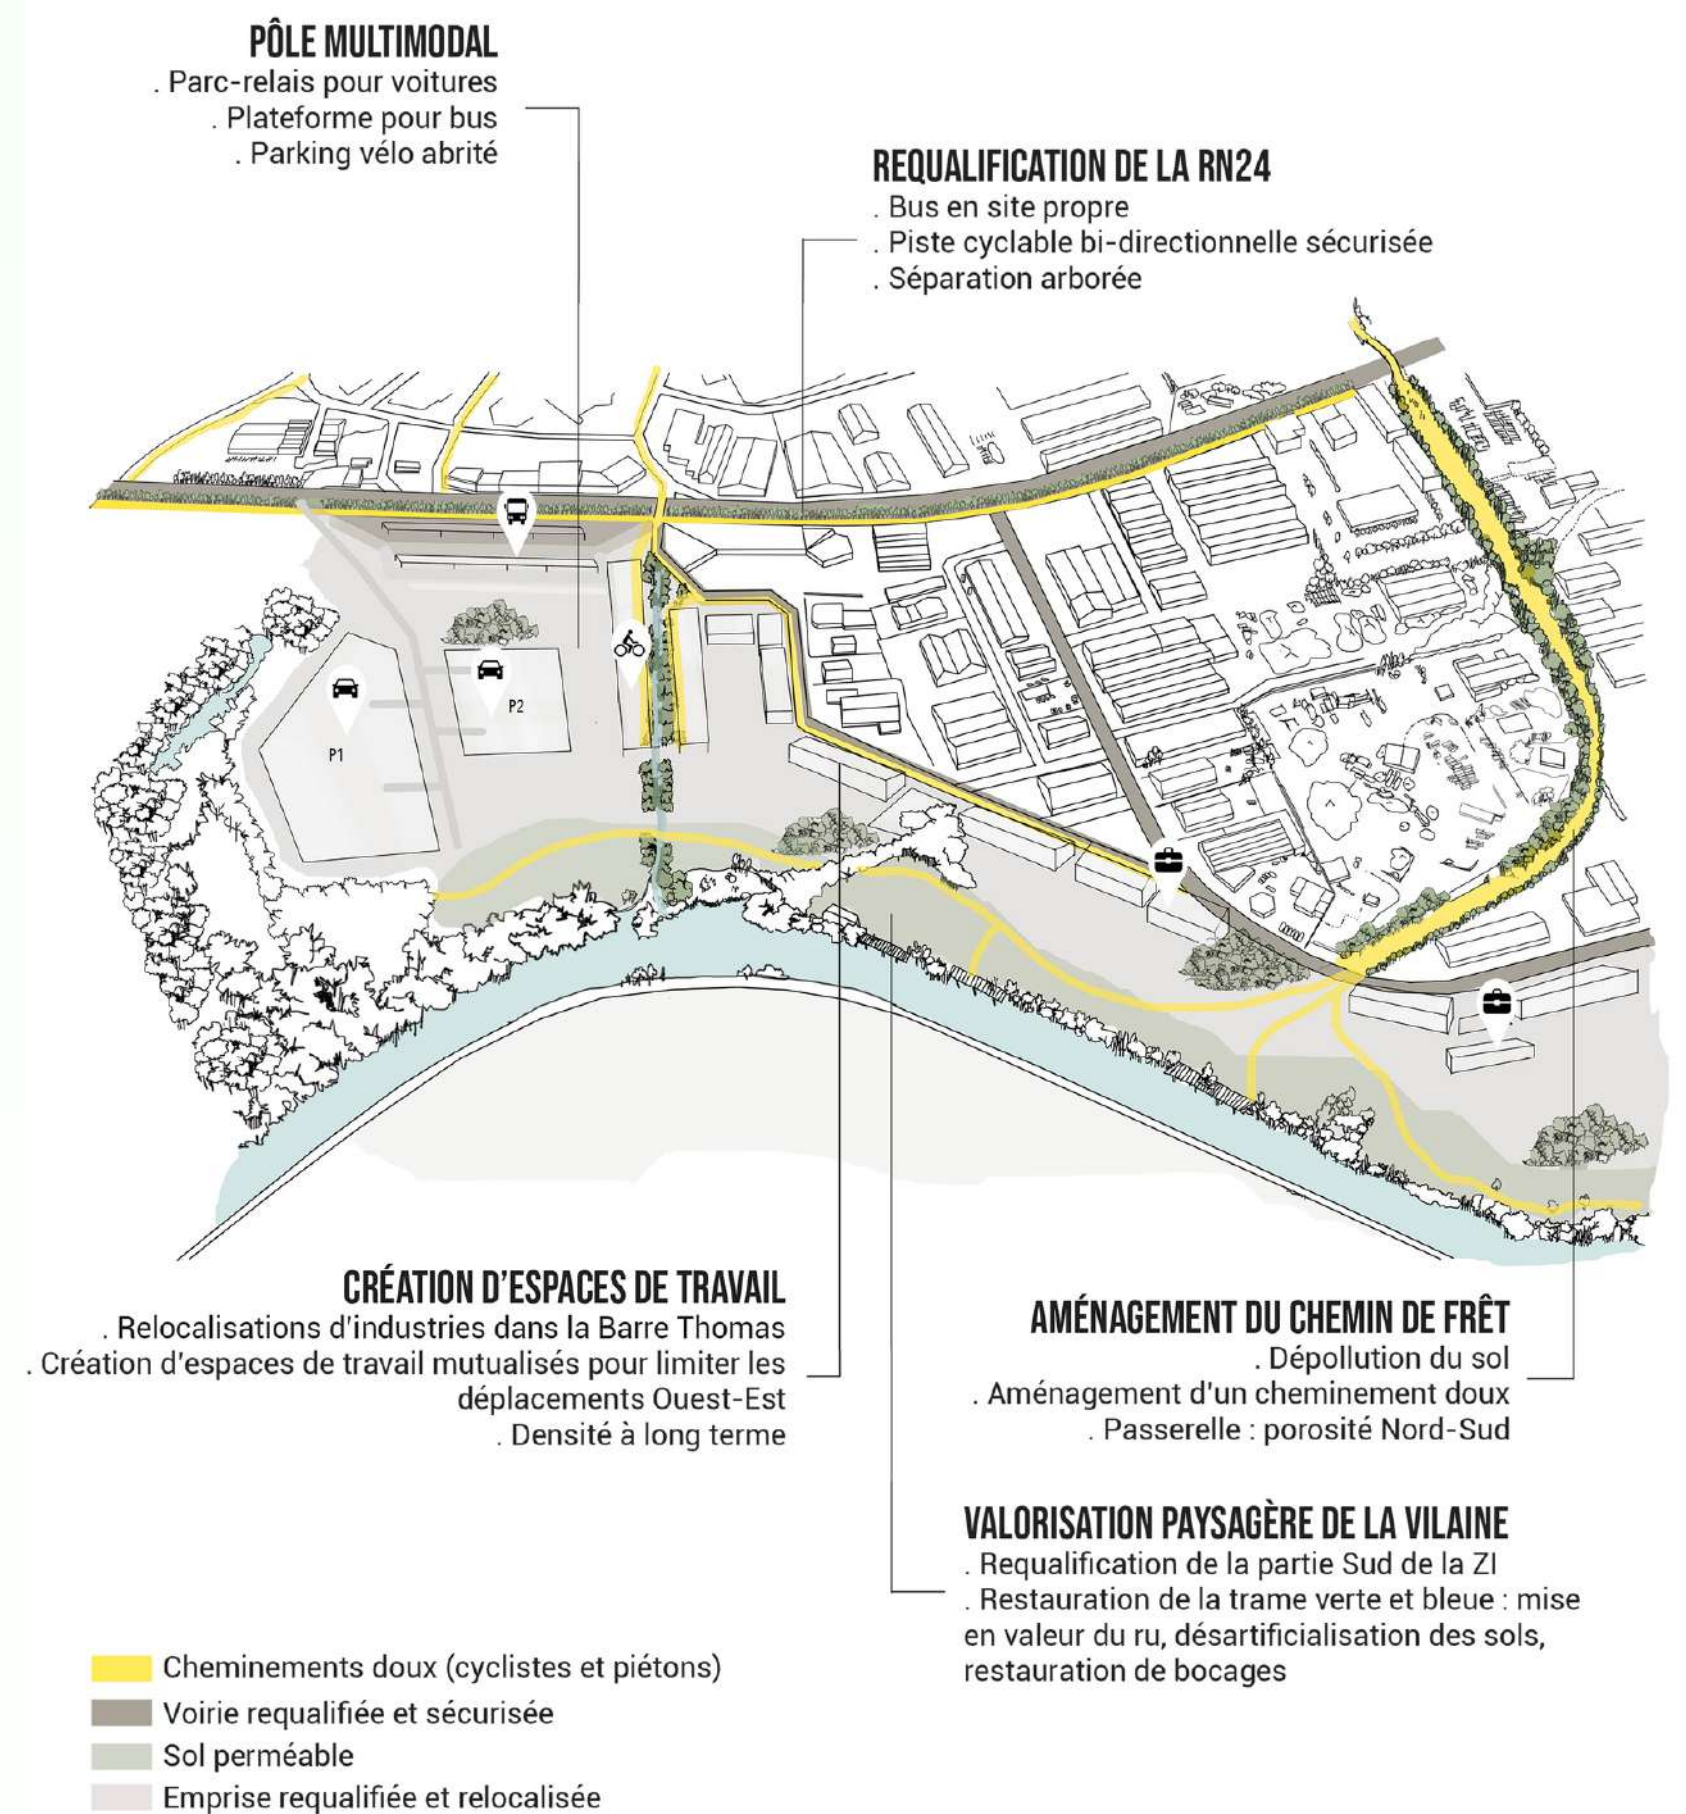 PÔLE MULTIMODAL
. Parc-relais pour voitures
. Plateforme pour bus
. Parking vélo abrité
REQUALIFICATION DE LA RN24
. Bus en site propre
. Piste cyclable bi-directionnelle sécurisée
. Séparation arborée
P2
P1
CRÉATION D'ESPACES DE TRAVAIL
. Relocalisations d'industries dans la Barre Thomas
. Création d'espaces de travail mutualisés pour limiter les
déplacements Ouest-Est
. Densité à long terme
AMÉNAGEMENT DU CHEMIN DE FRÊT
. Dépollution du sol
. Aménagement d'un cheminement doux
. Passerelle : porosité Nord-Sud
VALORISATION PAYSAGÈRE DE LA VILAINE
. Requalification de la partie Sud de la ZI
. Restauration de la trame verte et bleue : mise
en valeur du ru, désartificialisation des sols,
restauration de bocages
Cheminements doux (cyclistes et piétons)
Voirie requalifiée et sécurisée
Sol perméable
Emprise requalifiée et relocalisée